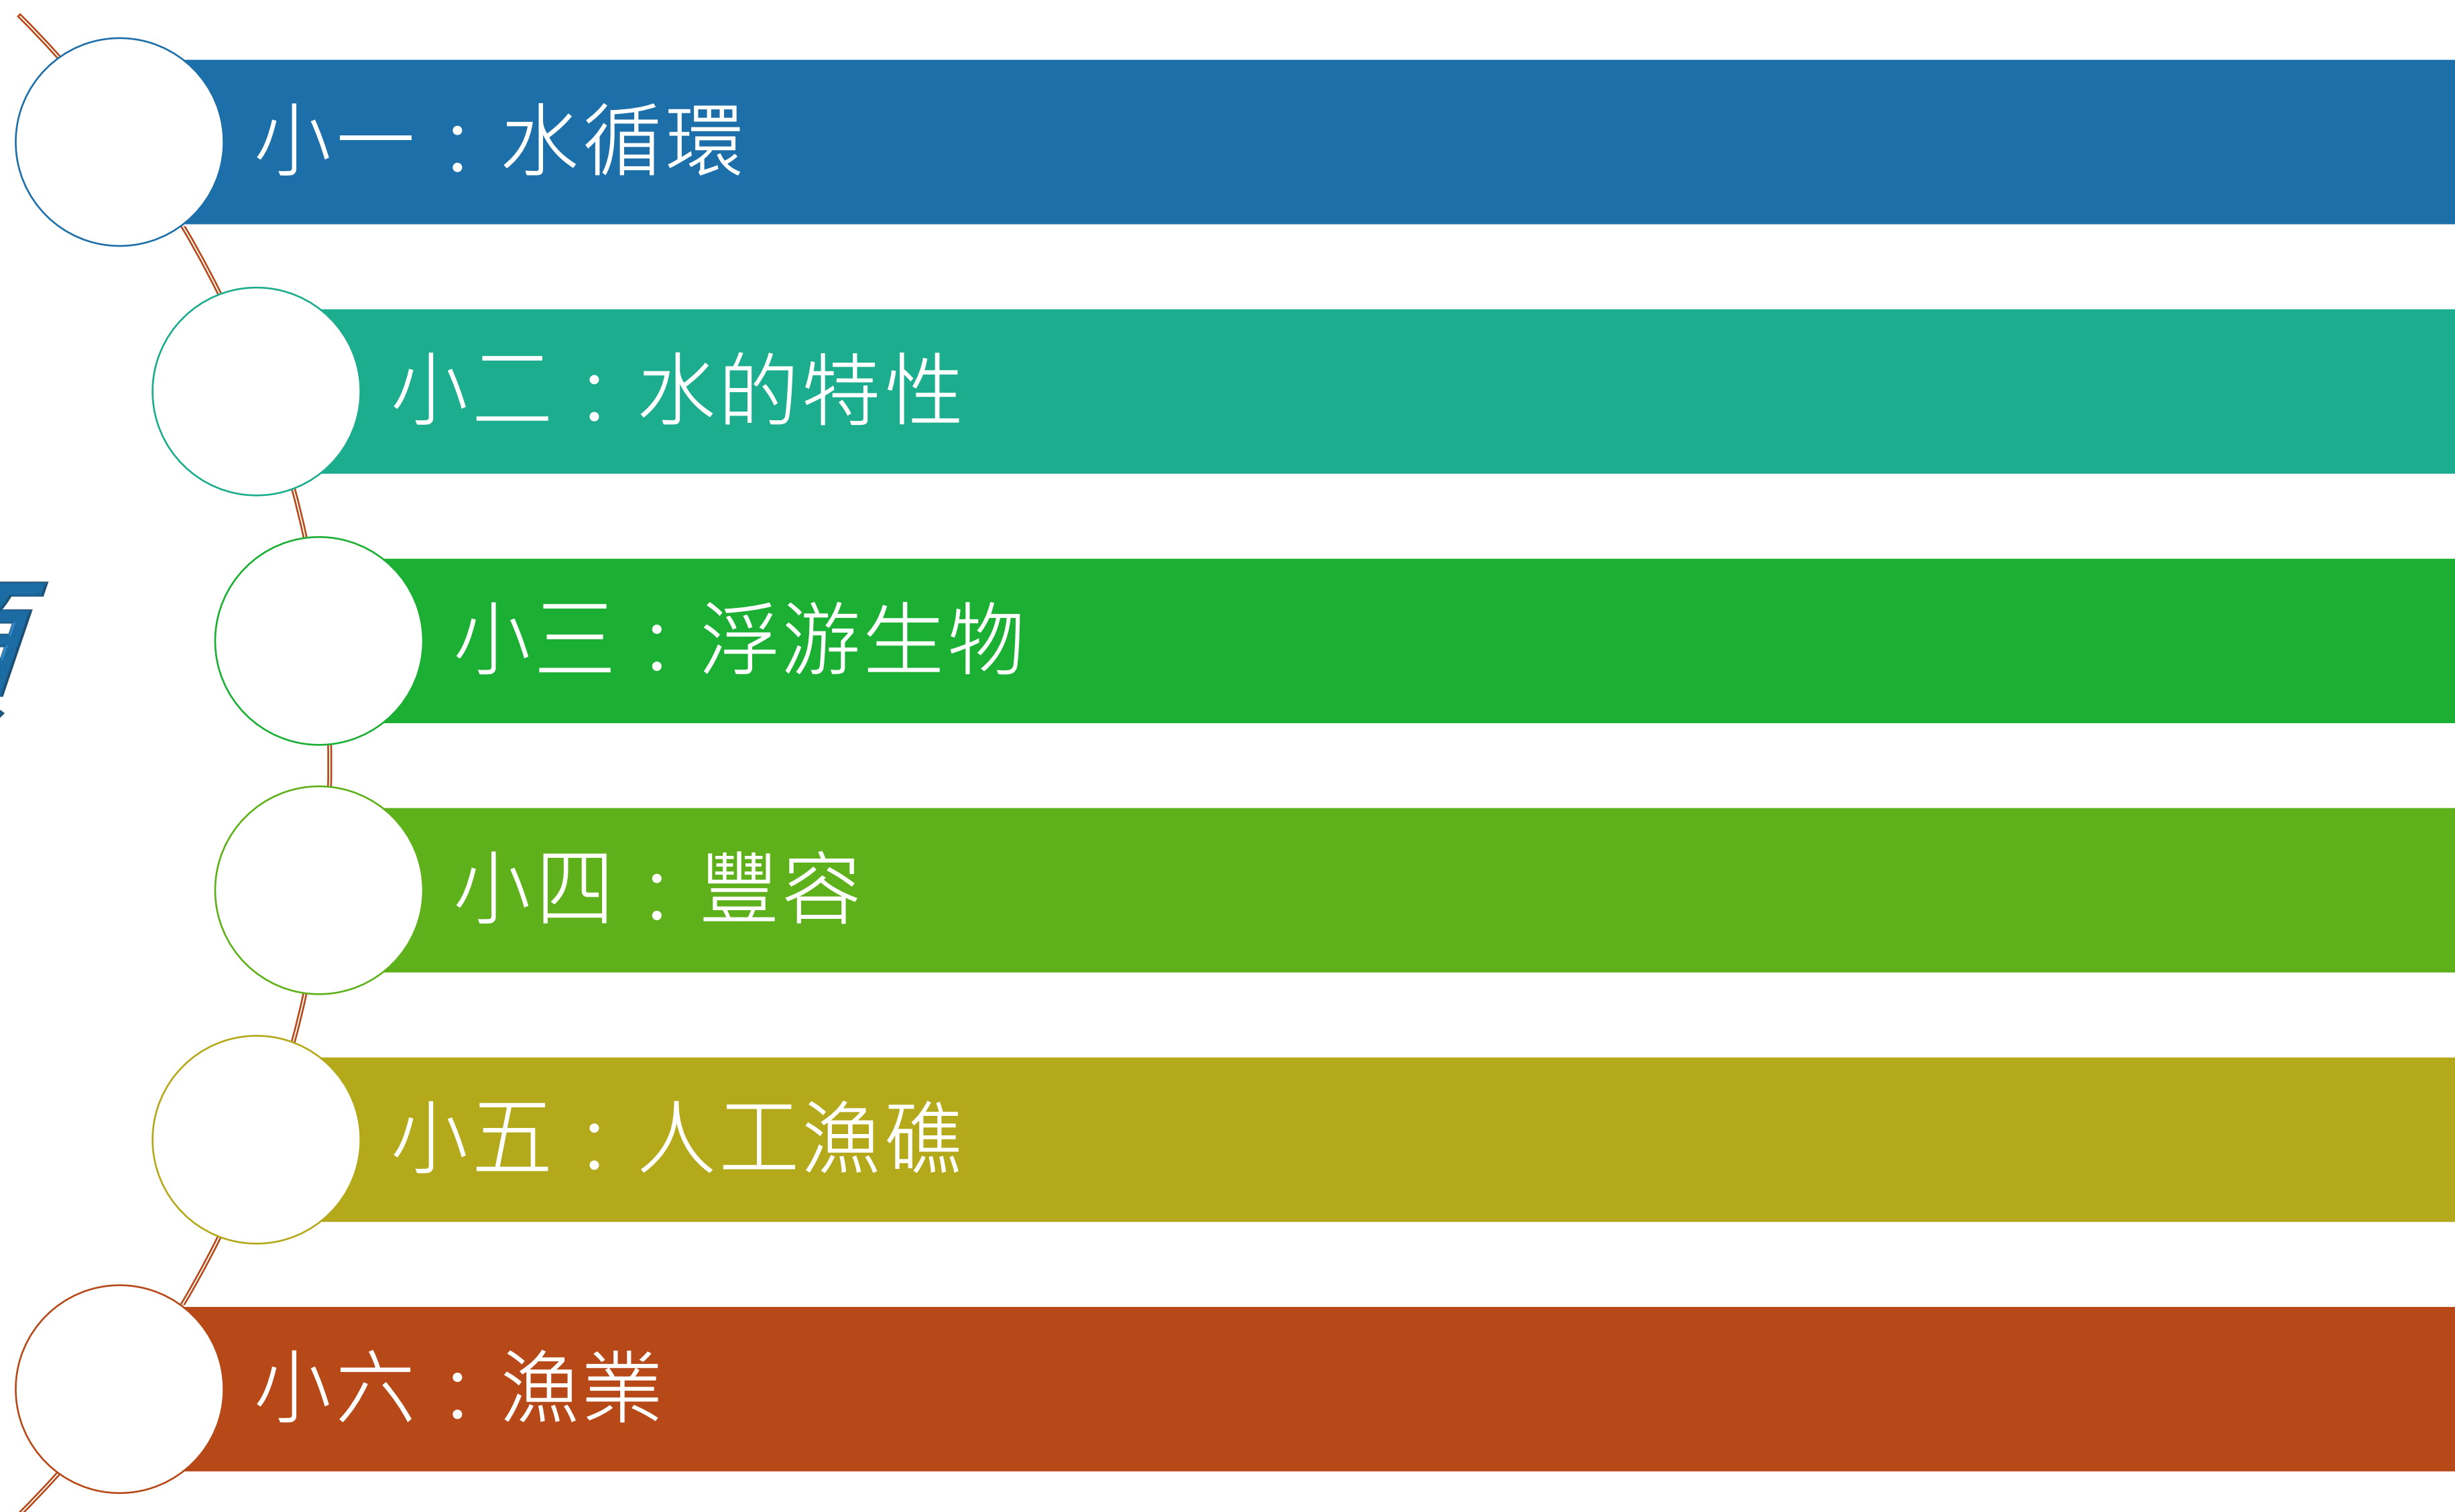 小一：水循環
小二：水的特性
小三：浮游生物
小四：豐容
小五：人工漁礁
小六：漁業